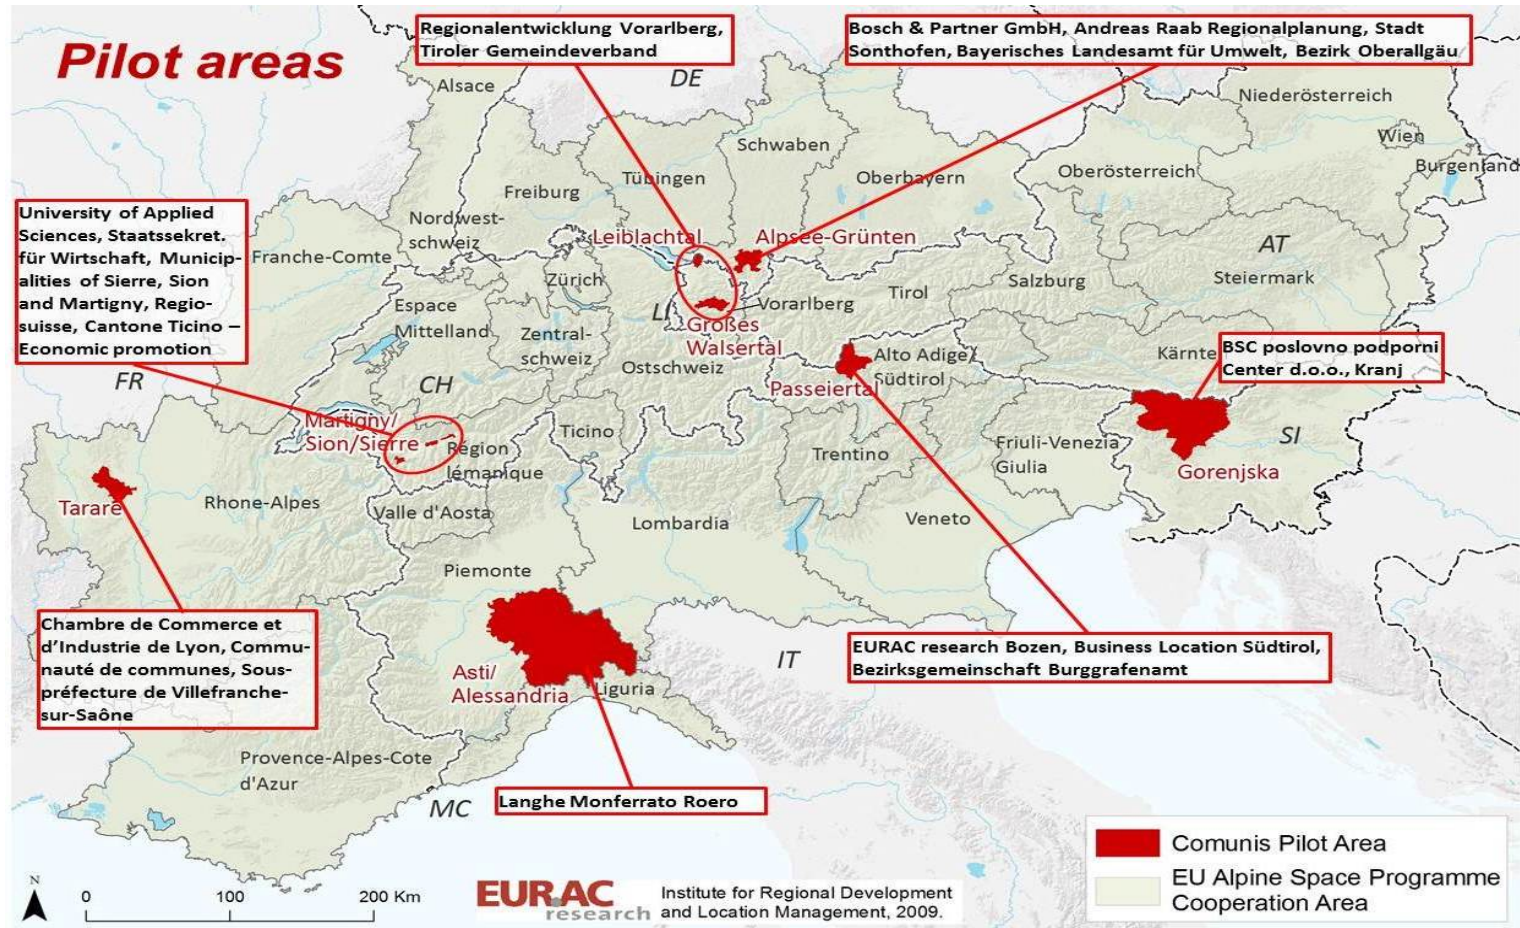 Pilot areas
Regionalentwicklung Vorarlberg,
Tiroler Gemeindeverband
Bosch & Partner GmbH, Andreas Raab Regionalplanung, Stadt
Sonthofen, Bayerisches Landesamt für Umwelt, Bezirk Oberallgäu
DE
Alsace
Niederösterreich
Wien
Schwaben
Burgenland
Oberösterreich
Tübingen
Oberbayern
Freiburg
University of Applied
Sciences, Staatssekret.
für Wirtschaft, Municip-
alities of Sierre, Sion
and Martigny, Regio-
suisse, Cantone Ticino –
Economic promotion
Nordwest-
schweiz
Leiblachtal
Alpsee-Grünten
AT
Franche-Comte
Zürich
Salzburg
Steiermark
Tirol
Espace
Mittelland
Vorarlberg
LI
Großes
Walsertal
Zentral-
schweiz
Ostschweiz
Alto Adige/
Südtirol
Kärnte
BSC poslovno podporni
Center d.o.o., Kranj
FR
CH
Passeiertal
Martigny/
Sion/Sierre
Ticino
Région
lémanique
Trentino
Friuli-Venezia
Giulia
SI
Gorenjska
Tarare
Rhone-Alpes
Valle d'Aosta
Lombardia
Veneto
Piemonte
Chambre de Commerce et
d’Industrie de Lyon, Commu-
nauté de communes, Sous-
préfecture de Villefranche-
sur-Saône
EURAC research Bozen, Business Location Südtirol,
Bezirksgemeinschaft Burggrafenamt
IT
Asti/
Alessandria
Liguria
Provence-Alpes-Cote
d'Azur
MC
Langhe Monferrato Roero
Comunis Pilot Area
EU Alpine Space Programme
Cooperation Area
N
0 100 200 Km
EURAC
research
Institute for Regional Development
and Location Management, 2009.